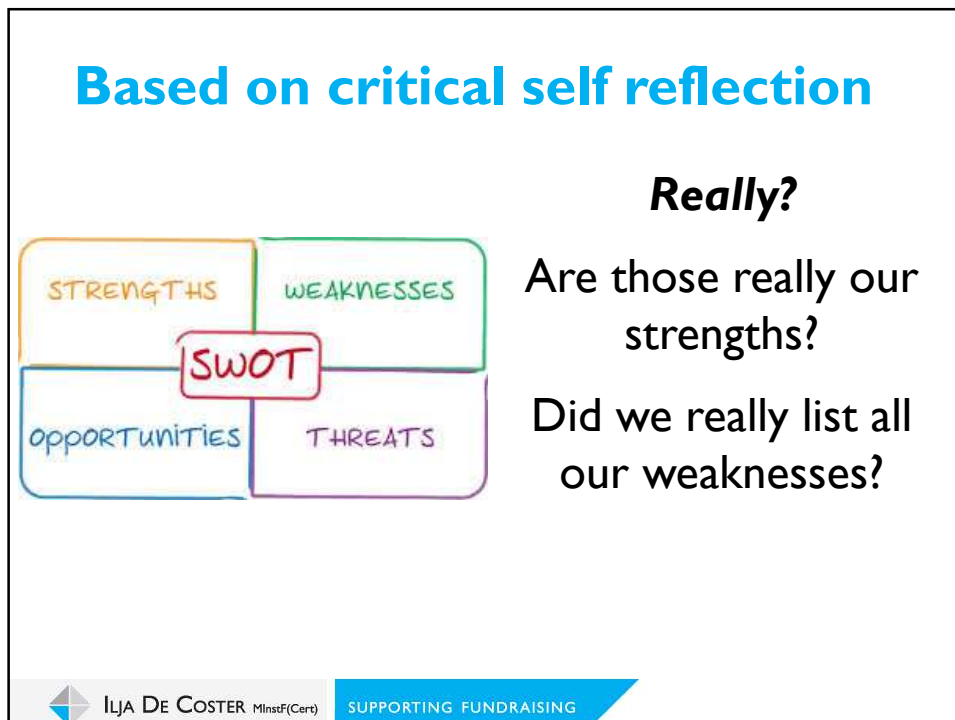 Based on critical self reflection
Really?
Are those really our
strengths?
Did we really list all
our weaknesses?
STRENGTHS
WEAKNESSES
SWOT
OPPORTUNITIES
THREATS
ILJA DE COSTER MInstF(Cert)
SUPPORTING FUNDRAISING